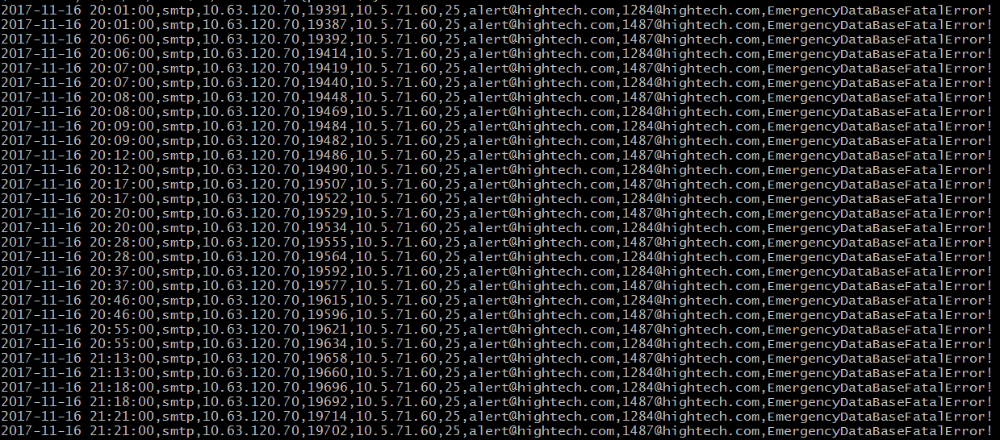 2017-11-16 20:01:00,smtp,10.63.120.70,19391,10.5.71.60,25,alert@hightech.com,1284@hightech.com,EmergencyDataBaseFatalError!
2017-11-16 20:01:00,smtp,10.63.120.70,19387,10.5.71.60,25,alert@hightech.com,1487@hightech.com,EmergencyDataBaseFatalError!
2017-11-16 20:06:00,smtp,10.63.120.70,19392,10.5.71.60,25,alert@hightech.com,1487@hightech.com,EmergencyDataBaseFatalError!
2017-11-16 20:06:00,smtp,10.63.120.70,19414,10.5.71.60,25,alert@hightech.com,1284@hightech.com,EmergencyDataBaseFatalError!
2017-11-16 20:07:00,smtp,10.63.120.70,19419,10.5.71.60,25,alert@hightech.com,1487@hightech.com,EmergencyDataBaseFatalError!
2017-11-16 20:07:00,smtp,10.63.120.70,19440,10.5.71.60,25,alert@hightech.com,1284@hightech.com,EmergencyDataBaseFatalError!
2017-11-16 20:08:00,smtp,10.63.120.70,19448,10.5.71.60,25,alert@hightech.com,1487@hightech.com,EmergencyDataBaseFatalError!
2017-11-16 20:08:00,smtp,10.63.120.70,19469,10.5.71.60,25,alert@hightech.com,1284@hightech.com,EmergencyDataBaseFatalError!
2017-11-16 20:09:00,smtp,10.63.120.70,19484,10.5.71.60,25,alert@hightech.com,1284@hightech.com,EmergencyDataBaseFatalError!
2017-11-16 20:09:00,smtp,10.63.120.70,19482,10.5.71.60,25,alert@hightech.com,1487@hightech.com,EmergencyDataBaseFatalError!
2017-11-16 20:12:00,smtp,10.63.120.70,19486,10.5.71.60,25,alert@hightech.com,1487@hightech.com,EmergencyDataBaseFatalError!
2017-11-16 20:12:00,smtp,10.63.120.70,19490,10.5.71.60,25,alert@hightech.com,1284@hightech.com,EmergencyDataBaseFatalError!
2017-11-16 20:17:00,smtp,10.63.120.70,19507,10.5.71.60,25,alert@hightech.com,1487@hightech.com,EmergencyDataBaseFatalError!
2017-11-16 20:17:00,smtp,10.63.120.70,19522,10.5.71.60,25,alert@hightech.com,1284@hightech.com,EmergencyDataBaseFatalError!
2017-11-16 20:20:00,smtp,10.63.120.70,19529,10.5.71.60,25,alert@hightech.com,1487@hightech.com,EmergencyDataBaseFatalError!
2017-11-16 20:20:00,smtp,10.63.120.70,19534,10.5.71.60,25,alert@hightech.com,1284@hightech.com,EmergencyDataBaseFatalError!
2017-11-16 20:28:00,smtp,10.63.120.70,19555,10.5.71.60,25,alert@hightech.com,1487@hightech.com,EmergencyDataBaseFatalError!
2017-11-16 20:28:00,smtp,10.63.120.70,19564,10.5.71.60,25,alert@hightech.com,1284@hightech.com,EmergencyDataBaseFatalError!
2017-11-16 20:37:00,smtp,10.63.120.70,19592,10.5.71.60,25,alert@hightech.com,1284@hightech.com,EmergencyDataBaseFatalError!
2017-11-16 20:37:00,smtp,10.63.120.70,19577,10.5.71.60,25,alert@hightech.com,1487@hightech.com,EmergencyDataBaseFatalError!
2017-11-16 20:46:00,smtp,10.63.120.70,19615,10.5.71.60,25,alert@hightech.com,1284@hightech.com,EmergencyDataBaseFatalError!
2017-11-16 20:46:00,smtp,10.63.120.70,19596,10.5.71.60,25,alert@hightech.com,1487@hightech.com,EmergencyDataBaseFatalError!
2017-11-16 20:55:00,smtp,10.63.120.70,19621,10.5.71.60,25,alert@hightech.com,1487@hightech.com,EmergencyDataBaseFatalError!
2017-11-16 20:55:00,smtp,10.63.120.70,19634,10.5.71.60,25,alert@hightech.com,1284@hightech.com,EmergencyDataBaseFatalError!
2017-11-16 21:13:00,smtp,10.63.120.70,19658,10.5.71.60,25,alert@hightech.com,1487@hightech.com,EmergencyDataBaseFatalError!
2017-11-16 21:13:00,smtp,10.63.120.70,19660,10.5.71.60,25,alert@hightech.com,1284@hightech.com,EmergencyDataBaseFatalError!
2017-11-16 21:18:00,smtp,10.63.120.70,19696,10.5.71.60,25,alert@hightech.com,1284@hightech.com,EmergencyDataBaseFatalError!
2017-11-16 21:18:00,smtp,10.63.120.70,19692,10.5.71.60,25,alert@hightech.com,1487@hightech.com,EmergencyDataBaseFatalError!
2017-11-16 21:21:00,smtp,10.63.120.70,19714,10.5.71.60,25,alert@hightech.com,1284@hightech.com,EmergencyDataBaseFatalError!
2017-11-16 21:21:00,smtp,10.63.120.70,19702,10.5.71.60,25,alert@hightech.com,1487@hightech.com,EmergencyDataBaseFatalError!